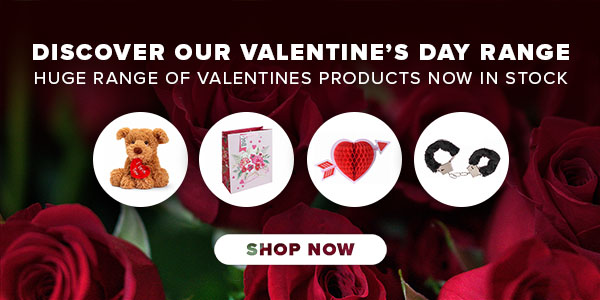 DISCOVER OUR VALENTINE'S DAY RANGE
HUGE RANGE OF VALENTINES PRODUCTS NOW IN STOCK
SHOP NOW